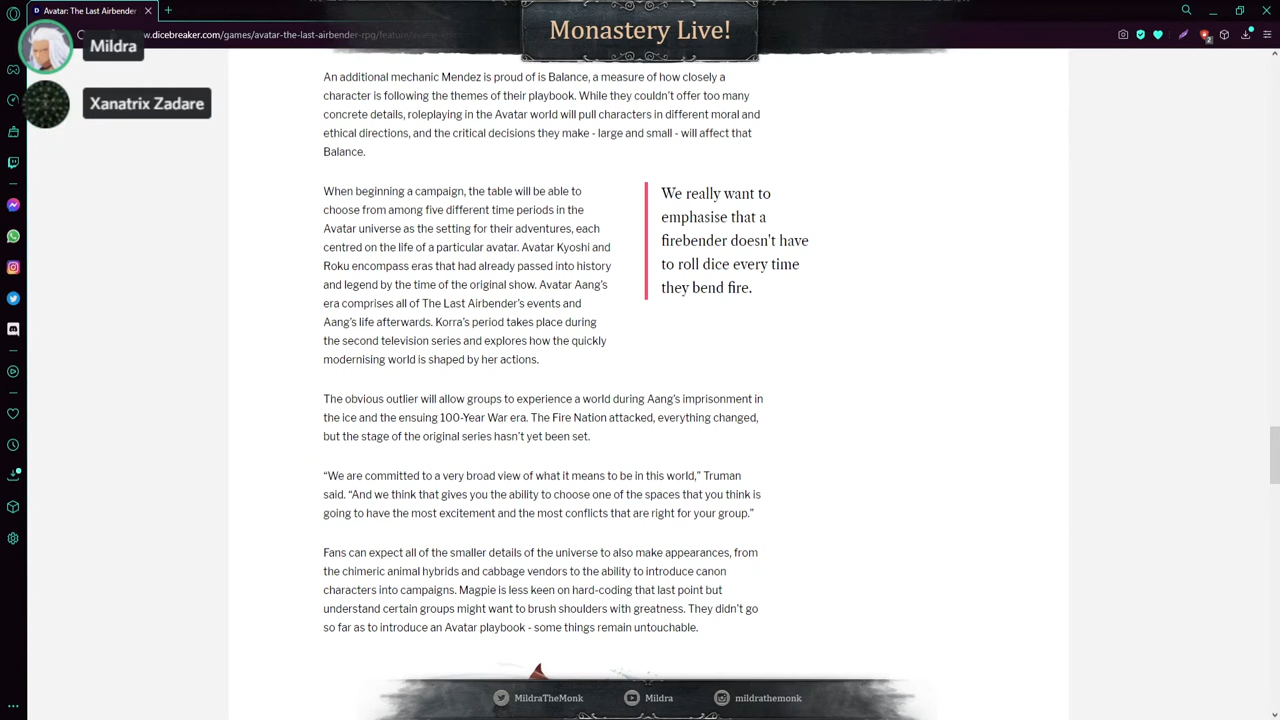 Avatar: The Last Airbender
Monastery Live!
Mildra
Xanatrix Zadare
w.dicebreaker.com/games/avatar-the-last-airbender-rpg/feature/
An additional mechanic Mendez is proud of is Balance, a measure of how closely a
character is following the themes of their playbook. While they couldn't offer too many
concrete details, roleplaying in the Avatar world will pull characters in different moral and
ethical directions, and the critical decisions they make - large and small - will affect that
Balance.
When beginning a campaign, the table will be able to
choose from among five different time periods in the
Avatar universe as the setting for their adventures, each
centred on the life of a particular avatar. Avatar Kyoshi and
Roku encompass eras that had already passed into history
and legend by the time of the original show. Avatar Aang's
era comprises all of The Last Airbender's events and
Aang's life afterwards. Korra's period takes place during
the second television series and explores how the quickly
modernising world is shaped by her actions.
We really want to
emphasise that a
firebender doesn't have
to roll dice every time
they bend fire.
The obvious outlier will allow groups to experience a world during Aang's imprisonment in
the ice and the ensuing 100-Year War era. The Fire Nation attacked, everything changed,
but the stage of the original series hasn't yet been set.
“We are committed to a very broad view of what it means to be in this world,” Truman
said. “And we think that gives you the ability to choose one of the spaces that you think is
going to have the most excitement and the most conflicts that are right for your group.”
Fans can expect all of the smaller details of the universe to also make appearances, from
the chimeric animal hybrids and cabbage vendors to the ability to introduce canon
characters into campaigns. Magpie is less keen on hard-coding that last point but
understand certain groups might want to brush shoulders with greatness. They didn't go
so far as to introduce an Avatar playbook - some things remain untouchable.
MildraTheMonk
Mildra
mildrathemonk